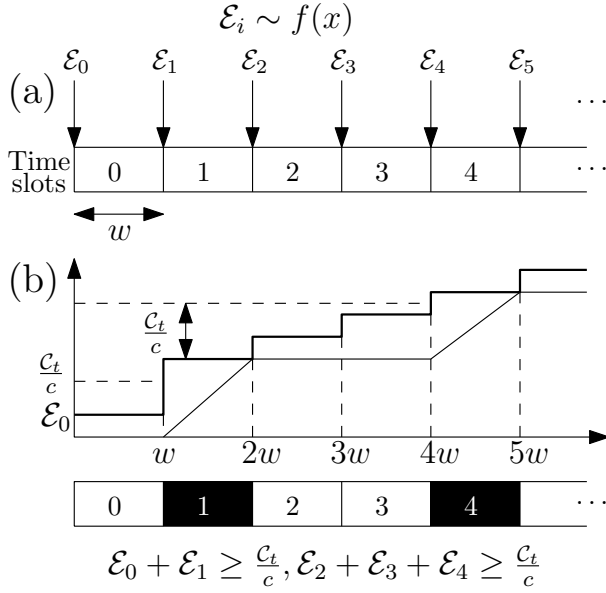 ℰ_i ∼ f(x)
ℰ_0 ℰ_1 ℰ_2 ℰ_3 ℰ_4 ℰ_5
(a)
...
Time slots
0 1 2 3 4 ...
w
(b)
𝒞_t/c
𝒞_t/c
ℰ_0
w 2w 3w 4w 5w
0 1 2 3 4 ...
ℰ_0 + ℰ_1 ≥ 𝒞_t/c, ℰ_2 + ℰ_3 + ℰ_4 ≥ 𝒞_t/c